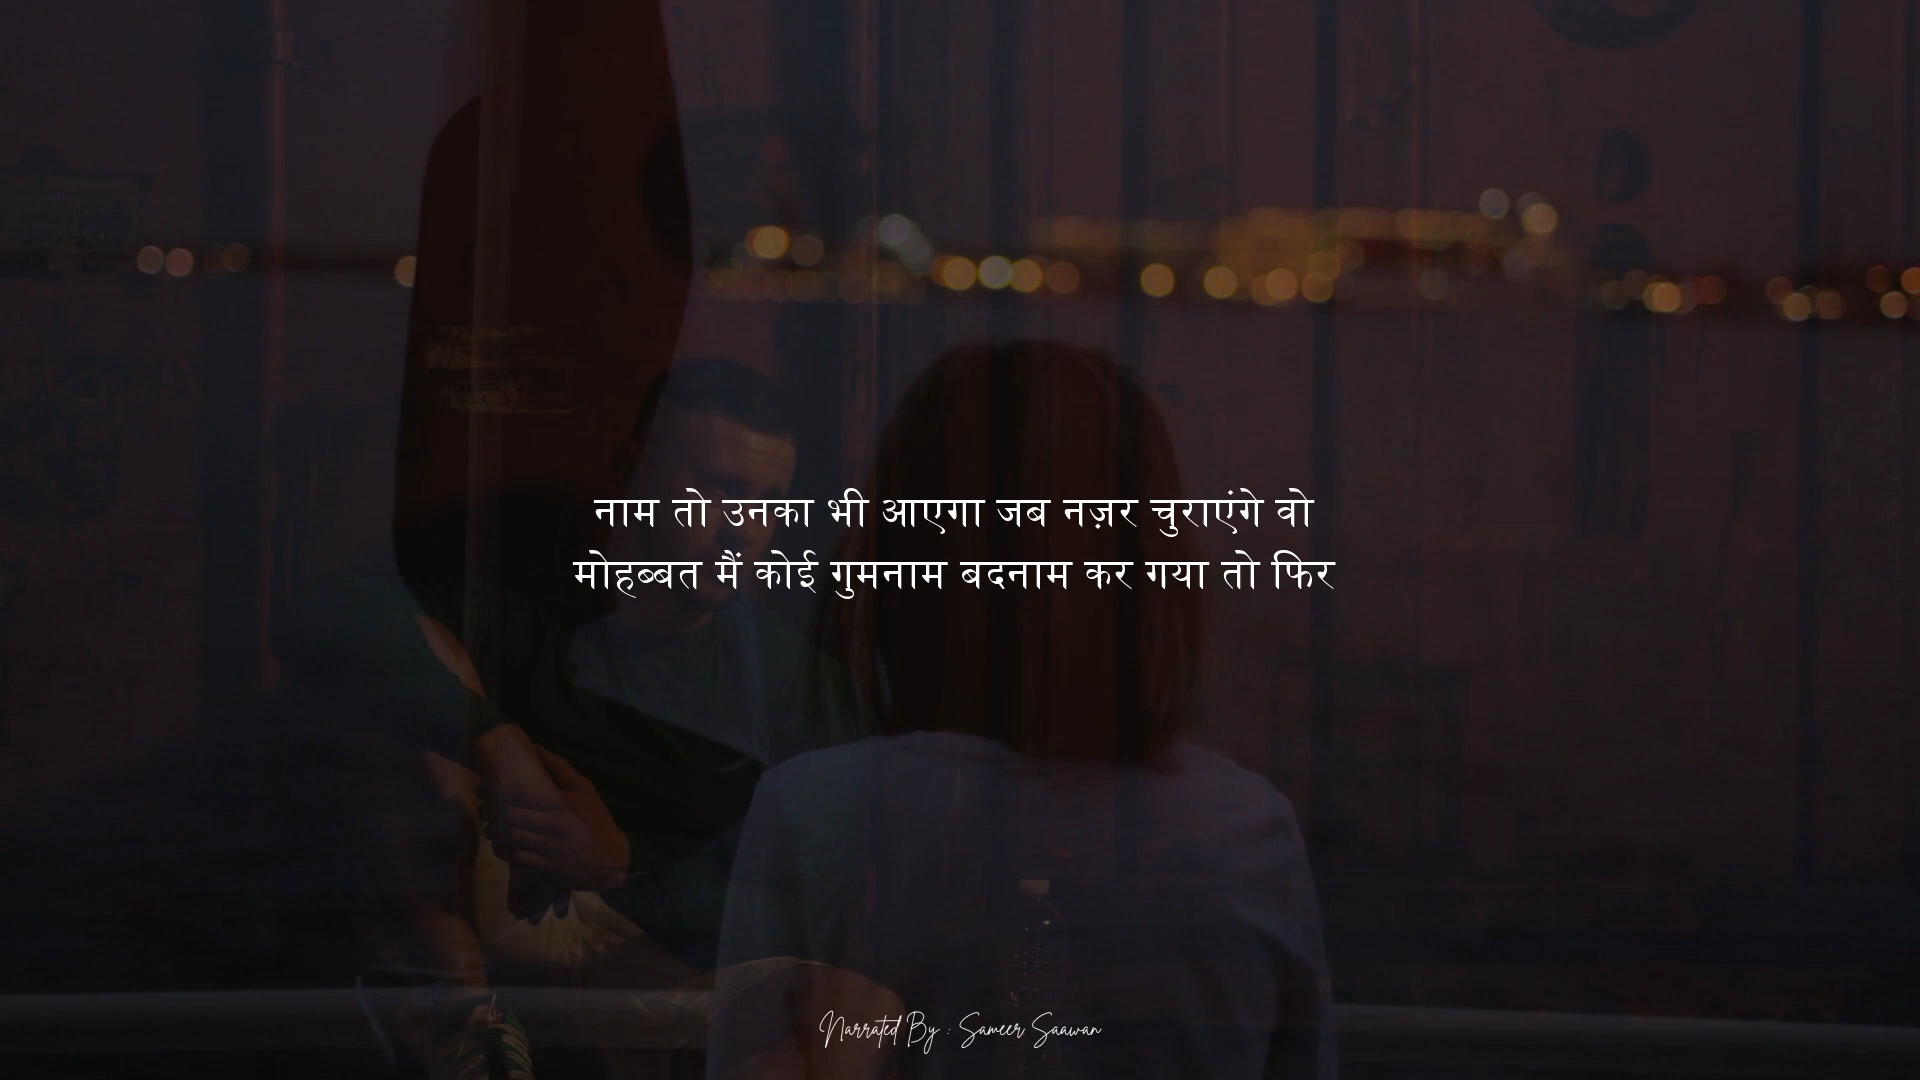 नाम तो उनका भी आएगा जब नज़र चुराएंगे वो
मोहब्बत मैं कोई गुमनाम बदनाम कर गया तो फिर
Narrated By : Sameer Saawan